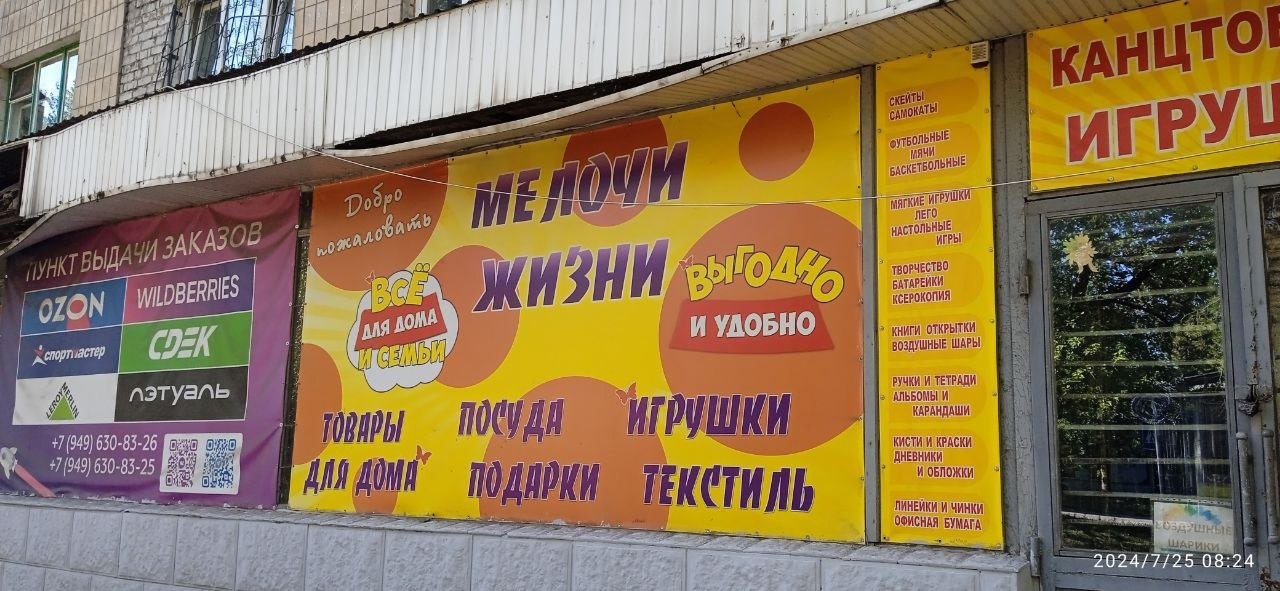 ПУНКТ ВЫДАЧИ ЗАКАЗОВ
OZON
WILDBERRIES
спортмастер
CDEK
LEROY
MERLIN
ЛЭТУАЛЬ
+7 (949) 630-83-26
+7 (949) 630-83-25
Добро
пожаловать
МЕЛОЧИ
ЖИЗНИ
ВСЁ
ДЛЯ ДОМА
И СЕМЬИ
ВЫГОДНО
И УДОБНО
ТОВАРЫ
ДЛЯ ДОМА
ПОСУДА
ПОДАРКИ
ИГРУШКИ
ТЕКСТИЛЬ
СКЕЙТЫ
САМОКАТЫ
ФУТБОЛЬНЫЕ
МЯЧИ
БАСКЕТБОЛЬНЫЕ
МЯГКИЕ ИГРУШКИ
ЛЕГО
НАСТОЛЬНЫЕ
ИГРЫ
ТВОРЧЕСТВО
БАТАРЕЙКИ
КСЕРОКОПИЯ
КНИГИ ОТКРЫТКИ
ВОЗДУШНЫЕ ШАРЫ
РУЧКИ И ТЕТРАДИ
АЛЬБОМЫ И
КАРАНДАШИ
КИСТИ И КРАСКИ
ДНЕВНИКИ
И ОБЛОЖКИ
ЛИНЕЙКИ И ЧИНКИ
ОФИСНАЯ БУМАГА
КАНЦТОВ
ИГРУШ
ВОЗДУШНЫЕ
ШАРИКИ
2024/7/25 08:24